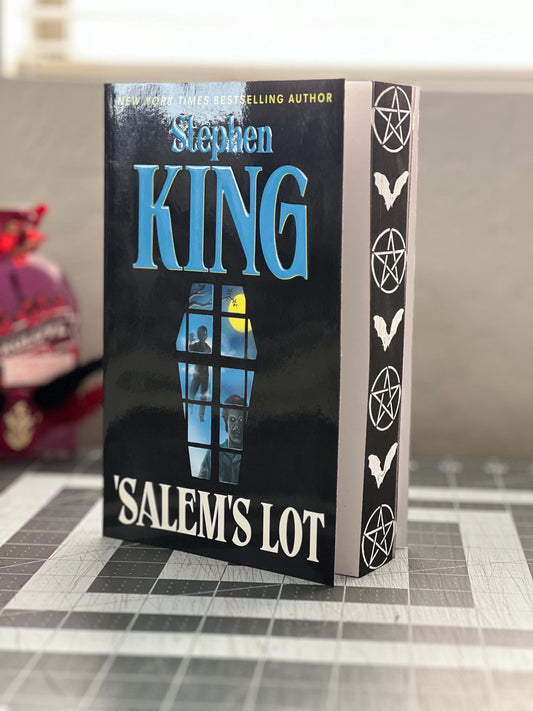 NEW YORK TIMES BESTSELLING AUTHOR
Stephen
KING
'SALEM'S LOT